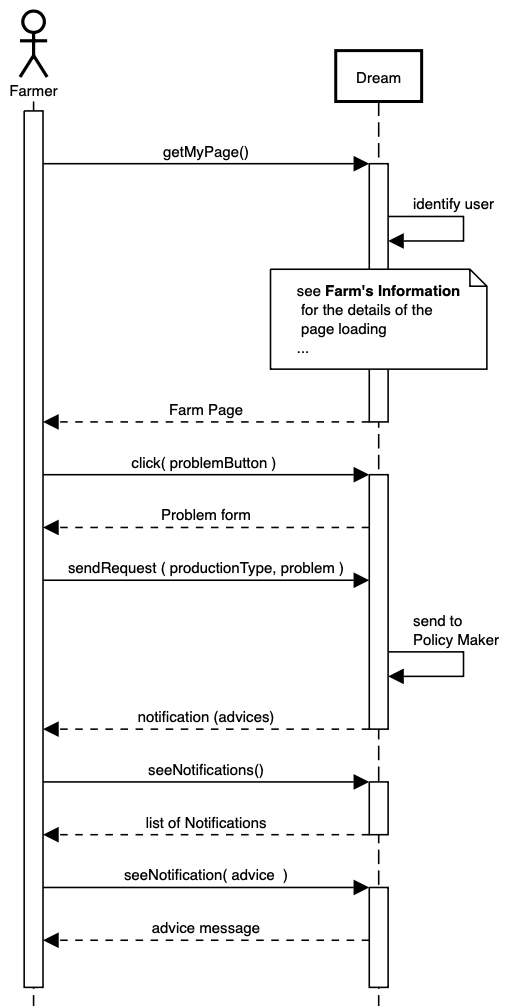 Farmer
Dream
getMyPage()
identify user
see Farm's Information
for the details of the
page loading
...
Farm Page
click( problemButton )
Problem form
sendRequest ( productionType, problem )
send to
Policy Maker
notification (advices)
seeNotifications()
list of Notifications
seeNotification( advice  )
advice message